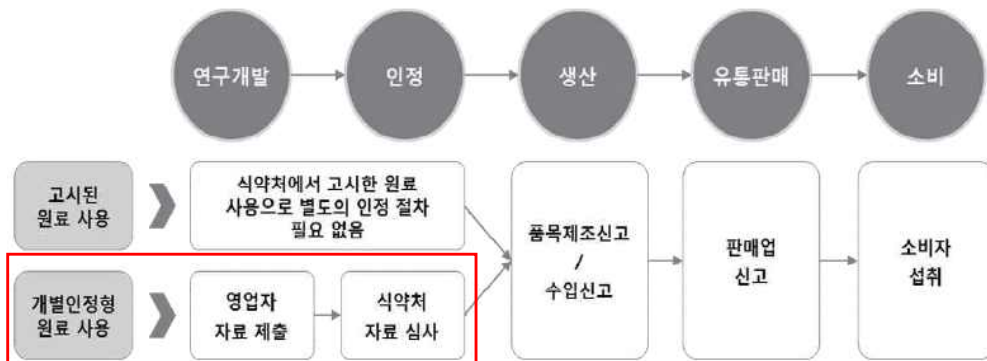 연구개발
인정
생산
유통판매
소비
고시된
원료 사용
식약처에서 고시한 원료
사용으로 별도의 인정 절차
필요 없음
개별인정형
원료 사용
영업자
자료 제출
식약처
자료 심사
품목제조신고
/
수입신고
판매업
신고
소비자
섭취